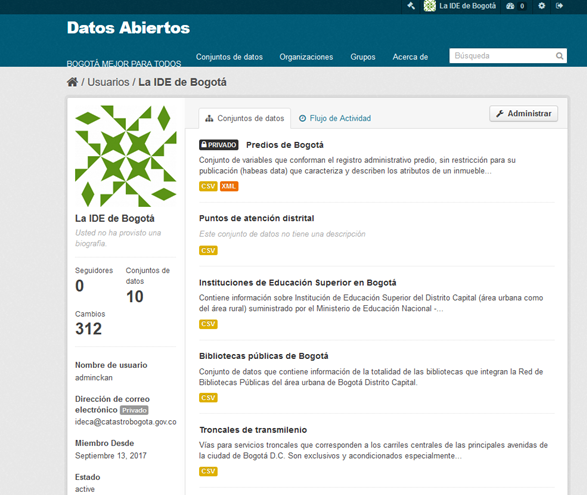 La IDE de Bogotá
0
Datos Abiertos
BOGOTÁ MEJOR PARA TODOS
Conjuntos de datos
Organizaciones
Grupos
Acerca de
Búsqueda
/ Usuarios / La IDE de Bogotá
La IDE de Bogotá
Usted no ha provisto una
biografía
Seguidores
0
Conjuntos de
datos
10
Cambios
312
Nombre de usuario
adminckan
Dirección de correo
electrónico Privado
ideca@catastrobogota.gov.co
Miembro Desde
Septiembre 13, 2017
Estado
active
Conjuntos de datos
Flujo de Actividad
Administrar
PRIVADO Predios de Bogotá
Conjunto de variables que conforman el registro administrativo predio, sin restricción para su
publicación (habeas data) que caracteriza y describen los atributos de un inmueble...
CSV XML
Puntos de atención distrital
Este conjunto de datos no tiene una descripción
CSV
Instituciones de Educación Superior en Bogotá
Contiene información sobre Institución de Educación Superior del Distrito Capital (área urbana como
del área rural) suministrado por el Ministerio de Educación Nacional -...
CSV
Bibliotecas públicas de Bogotá
Conjunto de datos que contiene información de la totalidad de las bibliotecas que integran la Red de
Bibliotecas Públicas del área urbana de Bogotá Distrito Capital.
CSV
Troncales de transmilenio
Vías para servicios troncales que corresponden a los carriles centrales de las principales avenidas de
la ciudad de Bogotá D.C. Son exclusivos y acondicionados especialmente...
CSV